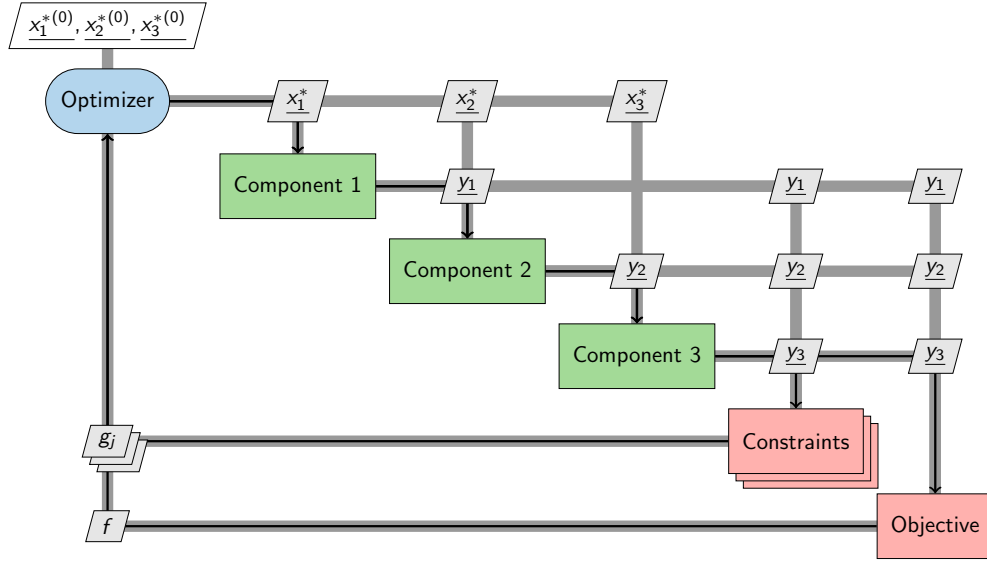 x₁*⁽⁰⁾, x₂*⁽⁰⁾, x₃*⁽⁰⁾
Optimizer x₁* x₂* x₃*
Component 1 y₁ y₁ y₁
Component 2 y₂ y₂ y₂
Component 3 y₃ y₃
gⱼ Constraints
f Objective